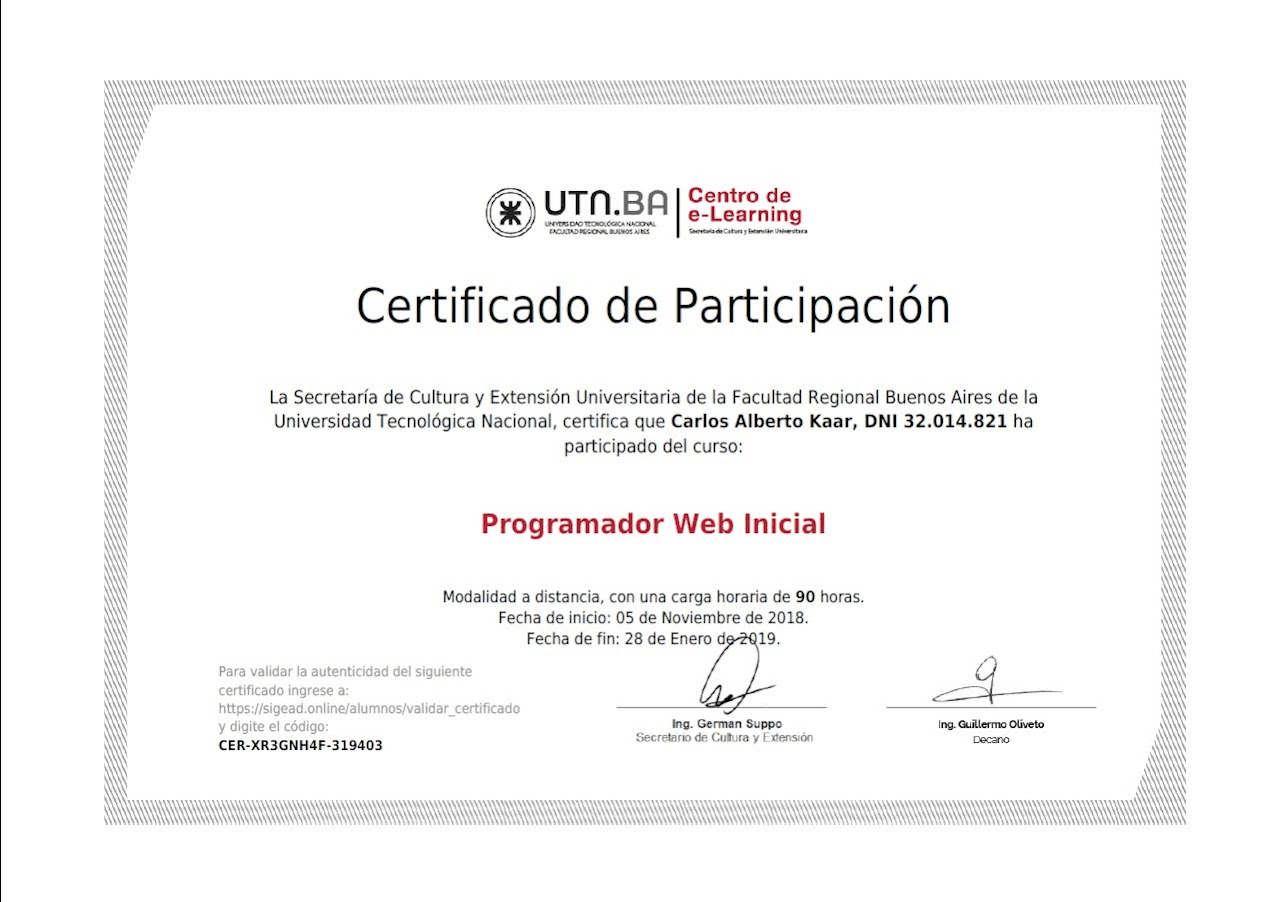 UTN.BA
UNIVERSIDAD TECNOLÓGICA NACIONAL
FACULTAD REGIONAL BUENOS AIRES
Centro de
e-Learning
Secretaría de Cultura y Extensión Universitaria
Certificado de Participación
La Secretaría de Cultura y Extensión Universitaria de la Facultad Regional Buenos Aires de la
Universidad Tecnológica Nacional, certifica que Carlos Alberto Kaar, DNI 32.014.821 ha
participado del curso:
Programador Web Inicial
Modalidad a distancia, con una carga horaria de 90 horas.
Fecha de inicio: 05 de Noviembre de 2018.
Fecha de fin: 28 de Enero de 2019.
Para validar la autenticidad del siguiente
certificado ingrese a:
https://sigead.online/alumnos/validar_certificado
y digite el código:
CER-XR3GNH4F-319403
Ing. German Suppo
Secretario de Cultura y Extensión
Ing. Guillermo Oliveto
Decano